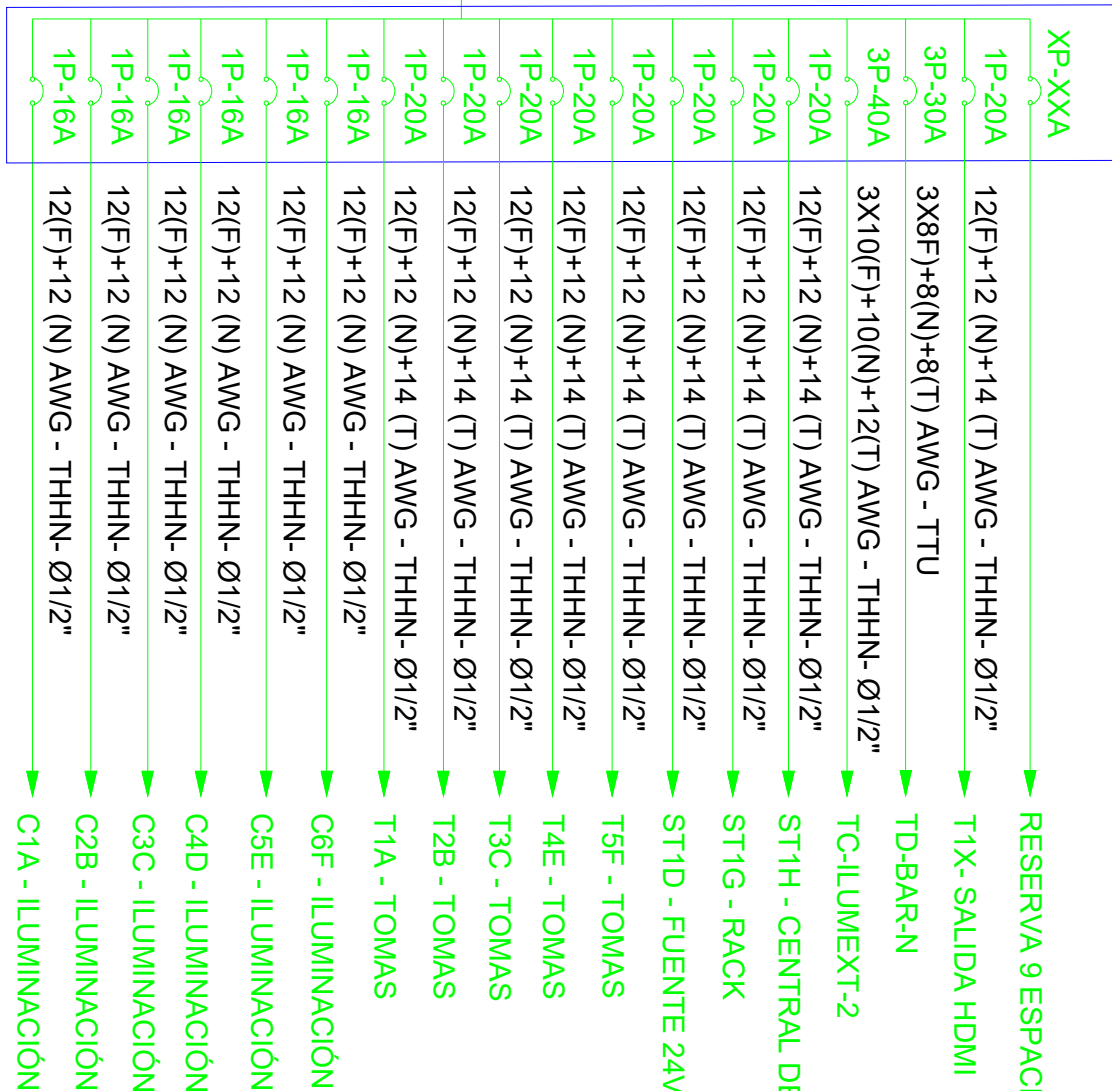 XP-XXA RESERVA 9 ESPACI
1P-20A 12(F)+12 (N)+14 (T) AWG - THHN- Ø1/2" T1X- SALIDA HDMI
3P-30A 3X8F)+8(N)+8(T) AWG - TTU TD-BAR-N
3P-40A 3X10(F)+10(N)+12(T) AWG - THHN- Ø1/2" TC-ILUMEXT-2
1P-20A 12(F)+12 (N)+14 (T) AWG - THHN- Ø1/2" ST1H - CENTRAL DE
1P-20A 12(F)+12 (N)+14 (T) AWG - THHN- Ø1/2" ST1G - RACK
1P-20A 12(F)+12 (N)+14 (T) AWG - THHN- Ø1/2" ST1D - FUENTE 24V
1P-20A 12(F)+12 (N)+14 (T) AWG - THHN- Ø1/2" T5F - TOMAS
1P-20A 12(F)+12 (N)+14 (T) AWG - THHN- Ø1/2" T4E - TOMAS
1P-20A 12(F)+12 (N)+14 (T) AWG - THHN- Ø1/2" T3C - TOMAS
1P-20A 12(F)+12 (N)+14 (T) AWG - THHN- Ø1/2" T2B - TOMAS
1P-20A 12(F)+12 (N)+14 (T) AWG - THHN- Ø1/2" T1A - TOMAS
1P-16A 12(F)+12 (N) AWG - THHN- Ø1/2" C6F - ILUMINACIÓN
1P-16A 12(F)+12 (N) AWG - THHN- Ø1/2" C5E - ILUMINACIÓN
1P-16A 12(F)+12 (N) AWG - THHN- Ø1/2" C4D - ILUMINACIÓN
1P-16A 12(F)+12 (N) AWG - THHN- Ø1/2" C3C - ILUMINACIÓN
1P-16A 12(F)+12 (N) AWG - THHN- Ø1/2" C2B - ILUMINACIÓN
1P-16A 12(F)+12 (N) AWG - THHN- Ø1/2" C1A - ILUMINACIÓN